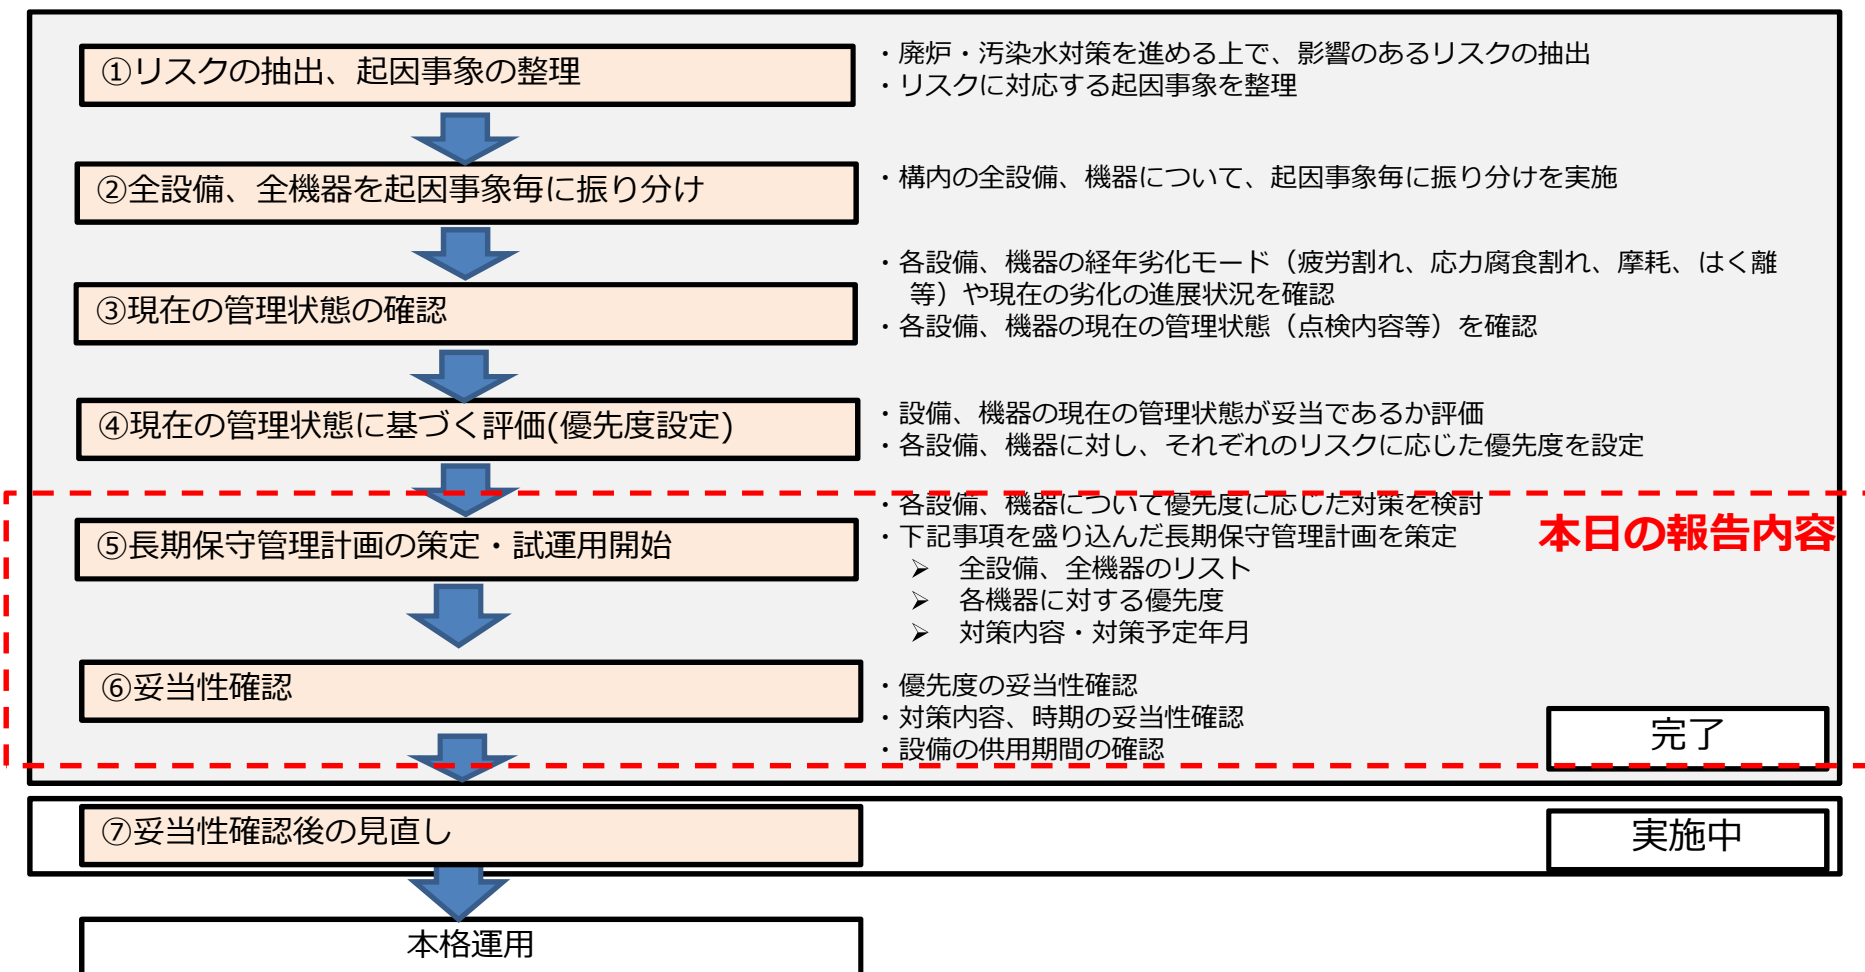 ①リスクの抽出、起因事象の整理
・廃炉・汚染水対策を進める上で、影響のあるリスクの抽出
・リスクに対応する起因事象を整理
②全設備、全機器を起因事象毎に振り分け
・構内の全設備、機器について、起因事象毎に振り分けを実施
③現在の管理状態の確認
・各設備、機器の経年劣化モード（疲労割れ、応力腐食割れ、摩耗、はく離
等）や現在の劣化の進展状況を確認
・各設備、機器の現在の管理状態（点検内容等）を確認
④現在の管理状態に基づく評価(優先度設定)
・設備、機器の現在の管理状態が妥当であるか評価
・各設備、機器に対し、それぞれのリスクに応じた優先度を設定
⑤長期保守管理計画の策定・試運用開始
・各設備、機器について優先度に応じた対策を検討
・下記事項を盛り込んだ長期保守管理計画を策定
➢ 全設備、全機器のリスト
➢ 各機器に対する優先度
➢ 対策内容・対策予定年月
本日の報告内容
⑥妥当性確認
・優先度の妥当性確認
・対策内容、時期の妥当性確認
・設備の供用期間の確認
完了
⑦妥当性確認後の見直し
実施中
本格運用